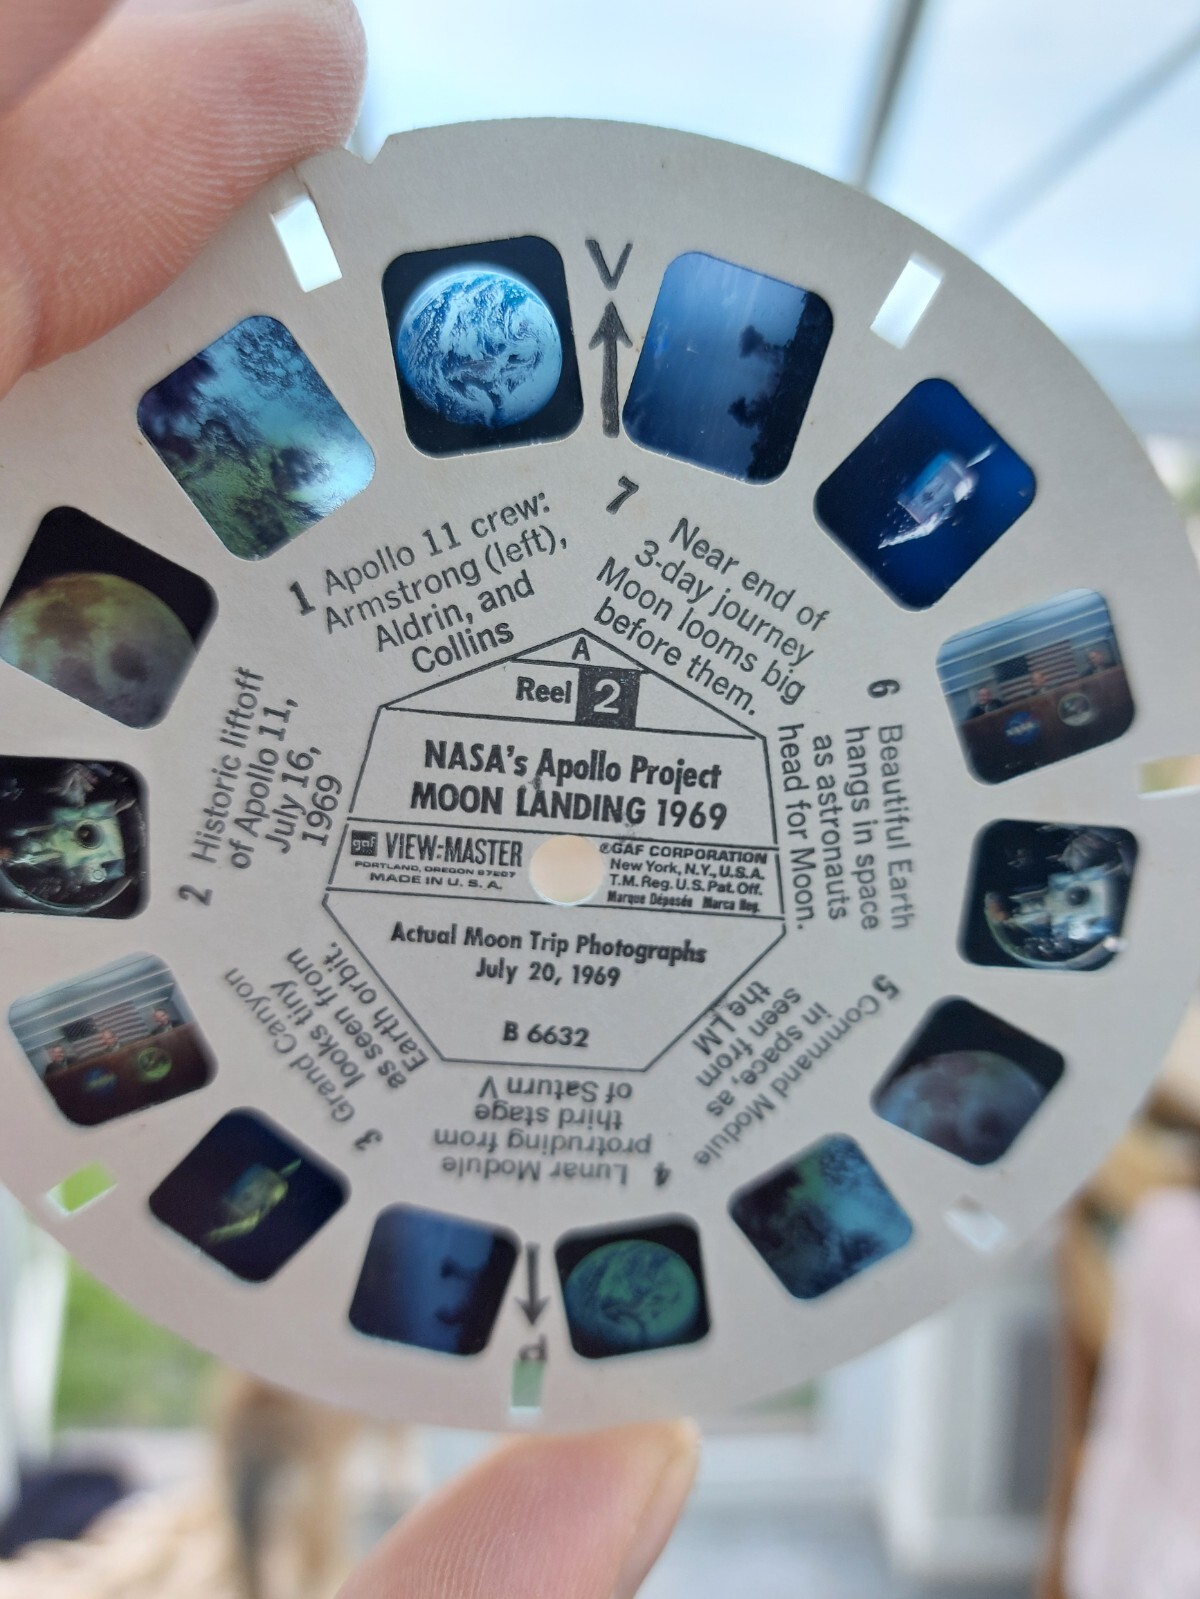 V
A
Reel 2
NASA's Apollo Project
MOON LANDING 1969
gaf VIEW-MASTER
PORTLAND, OREGON 97207
MADE IN U. S. A.
®GAF CORPORATION
New York, N.Y., U.S.A.
T.M. Reg. U.S. Pat. Off.
Marque Déposée Marca Reg.
Actual Moon Trip Photographs
July 20, 1969
B 6632
1 Apollo 11 crew:
Armstrong (left),
Aldrin, and
Collins
2 Historic liftoff
of Apollo 11,
July 16,
1969
3 Grand Canyon
looks tiny
as seen from
Earth orbit.
4 Lunar Module
protruding from
third stage
of Saturn V
5 Command Module
in space, as
seen from
the LM
6 Beautiful Earth
hangs in space
as astronauts
head for Moon.
7 Near end of
3-day journey
Moon looms big
before them.
NASA